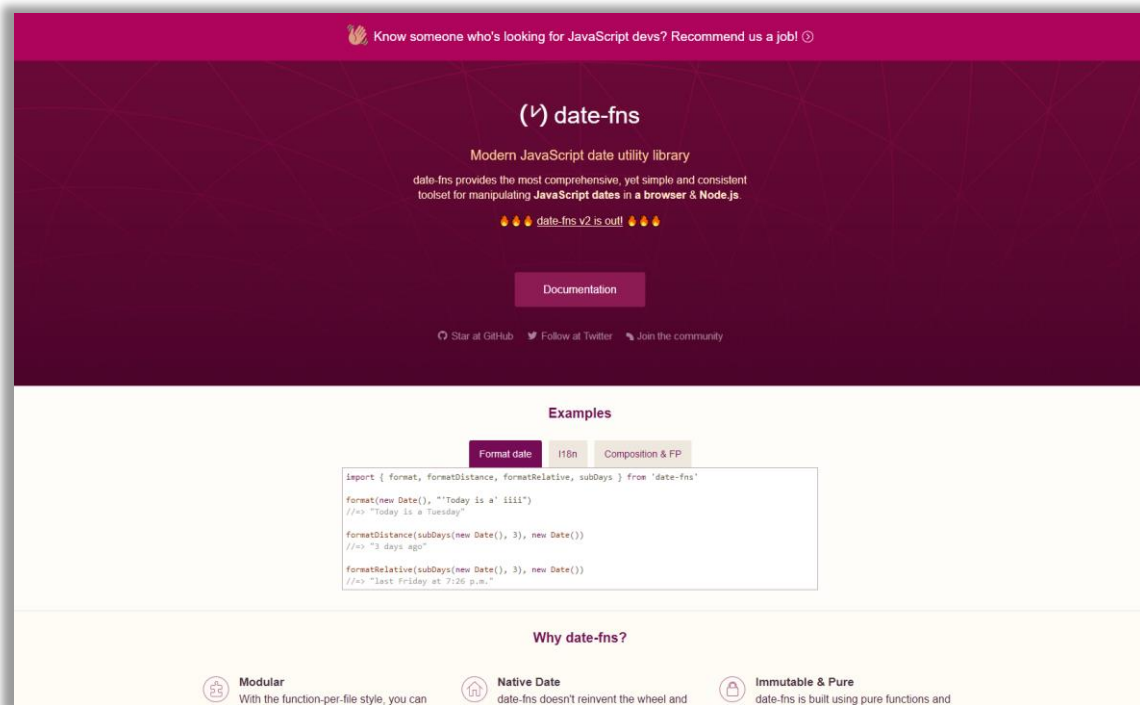 Know someone who's looking for JavaScript devs? Recommend us a job!
date-fns
Modern JavaScript date utility library
date-fns provides the most comprehensive, yet simple and consistent
toolset for manipulating JavaScript dates in a browser & Node.js.
date-fns v2 is out!
Documentation
Star at GitHub Follow at Twitter Join the community
Examples
Format date I18n Composition & FP
import { format, formatDistance, formatRelative, subDays } from 'date-fns'
format(new Date(), "'Today is a' iiii")
//=> "Today is a Tuesday"
formatDistance(subDays(new Date(), 3), new Date())
//=> "3 days ago"
formatRelative(subDays(new Date(), 3), new Date())
//=> "last Friday at 7:26 p.m."
Why date-fns?
Modular
With the function-per-file style, you can
Native Date
date-fns doesn't reinvent the wheel and
Immutable & Pure
date-fns is built using pure functions and